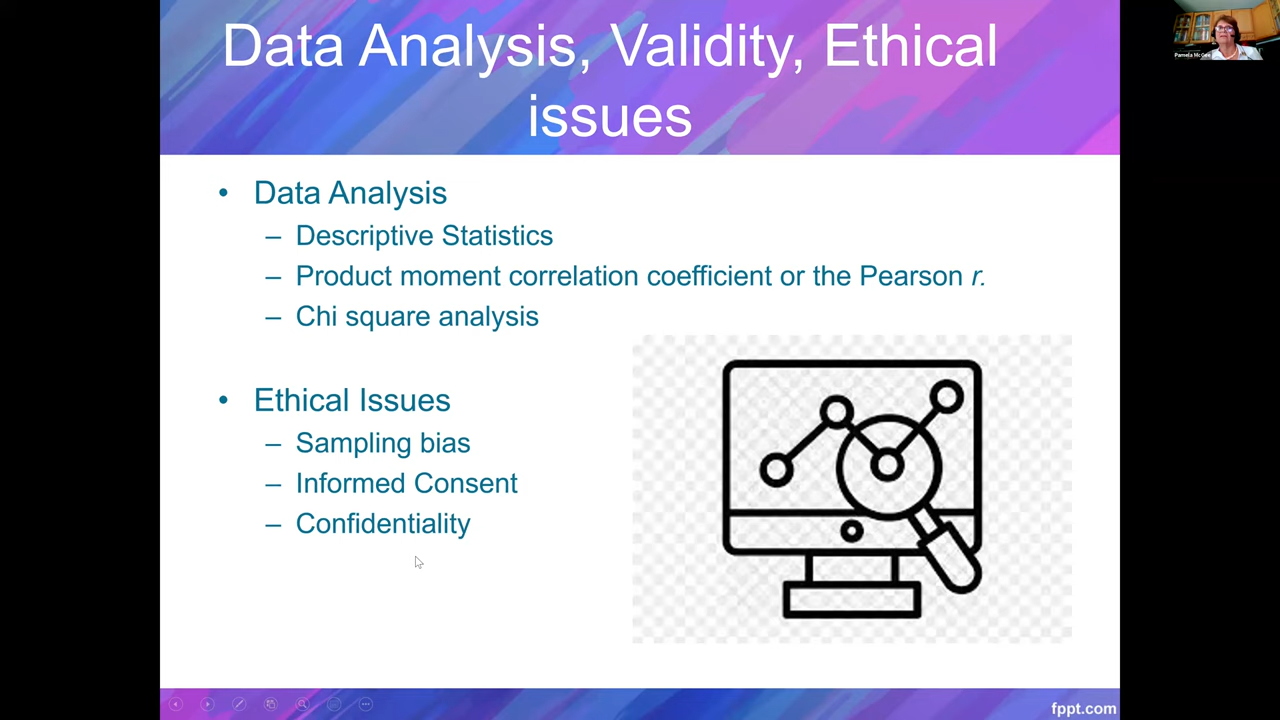 Data Analysis, Validity, Ethical
issues
• Data Analysis
– Descriptive Statistics
– Product moment correlation coefficient or the Pearson r.
– Chi square analysis
• Ethical Issues
– Sampling bias
– Informed Consent
– Confidentiality
fppt.com
Pamela